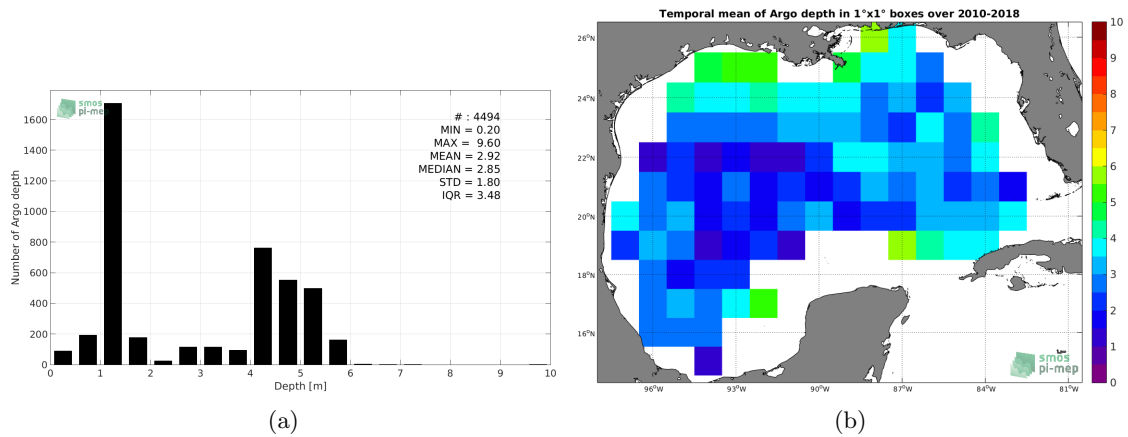 smos
pi-mep
# : 4494
MIN = 0.20
MAX = 9.60
MEAN = 2.92
MEDIAN = 2.85
STD = 1.80
IQR = 3.48
Number of Argo depth
1600
1400
1200
1000
800
600
400
200
0
0 1 2 3 4 5 6 7 8 9 10
Depth [m]
(a)
Temporal mean of Argo depth in 1°x1° boxes over 2010-2018
26°N
24°N
22°N
20°N
18°N
16°N
96°W 93°W 90°W 87°W 84°W 81°W
10
9
8
7
6
5
4
3
2
1
0
smos
pi-mep
(b)